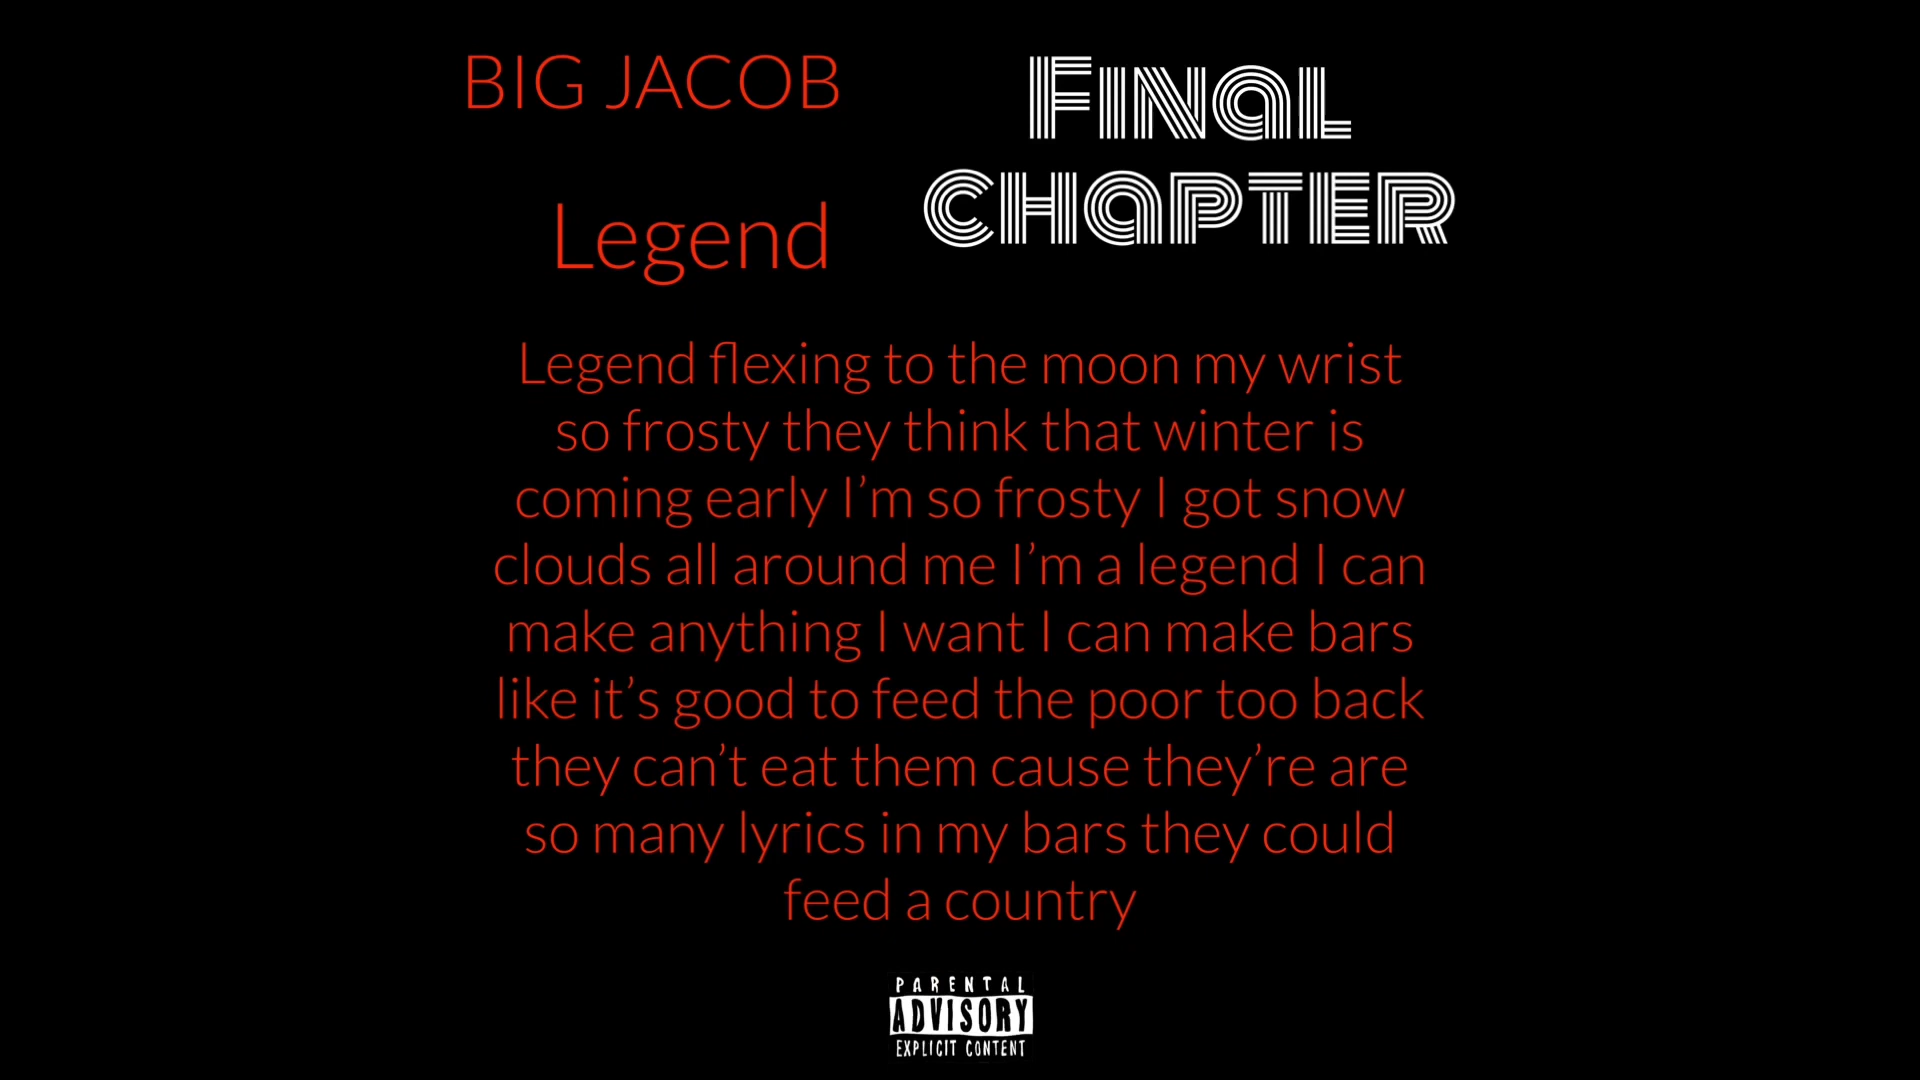 BIG JACOB
Legend
Final
CHaPTER
Legend flexing to the moon my wrist
so frosty they think that winter is
coming early I’m so frosty I got snow
clouds all around me I’m a legend I can
make anything I want I can make bars
like it’s good to feed the poor too back
they can’t eat them cause they’re are
so many lyrics in my bars they could
feed a country
PARENTAL
ADVISORY
EXPLICIT CONTENT